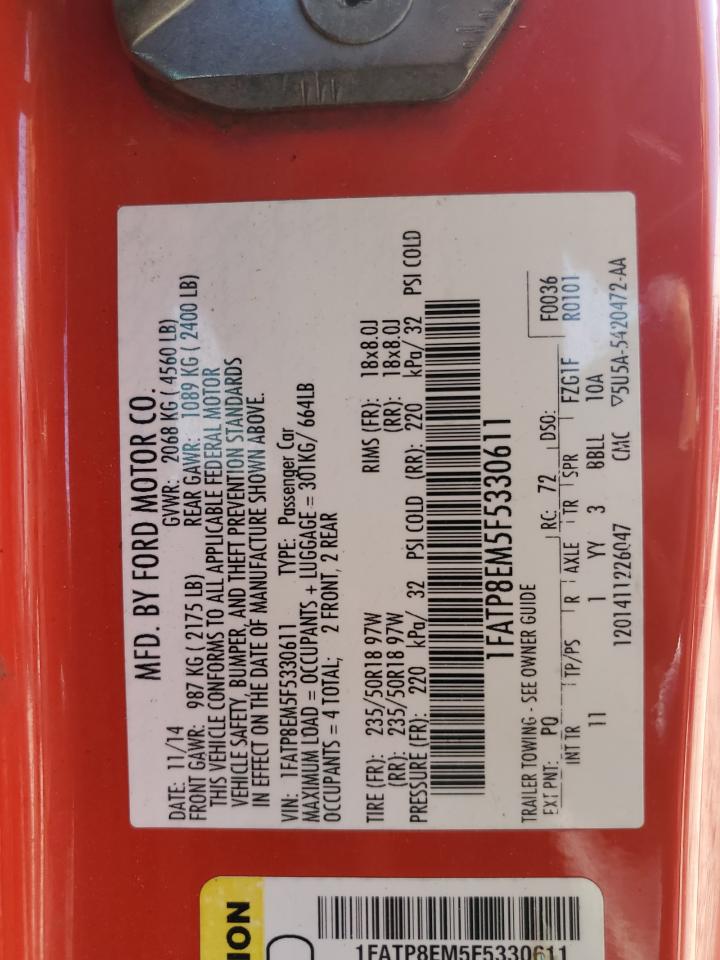 MFD. BY FORD MOTOR CO.
DATE: 11/14 GVWR: 2068 KG ( 4560 LB)
FRONT GAWR: 987 KG ( 2175 LB) REAR GAWR: 1089 KG ( 2400 LB)
THIS VEHICLE CONFORMS TO ALL APPLICABLE FEDERAL MOTOR
VEHICLE SAFETY, BUMPER, AND THEFT PREVENTION STANDARDS
IN EFFECT ON THE DATE OF MANUFACTURE SHOWN ABOVE.
VIN: 1FATP8EM5F5330611 TYPE: Passenger Car
MAXIMUM LOAD = OCCUPANTS + LUGGAGE = 301KG/ 664LB
OCCUPANTS = 4 TOTAL; 2 FRONT, 2 REAR
TIRE (FR): 235/50R18 97W RIMS (FR): 18x8.0J
(RR): 235/50R18 97W (RR): 18x8.0J
PRESSURE (FR): 220 kPa/ 32 PSI COLD (RR): 220 kPa/ 32 PSI COLD
1FATP8EM5F5330611
TRAILER TOWING - SEE OWNER GUIDE
EXT PNT: PQ RC: 72 DSO: F0036
INT TR TP/PS R AXLE TR SPR FZG1F R0101
11 1 YY 3 BBLL 10A
1201411226047 CMC ▽5U5A-5420472-AA
ION
1FATP8EM5F5330611